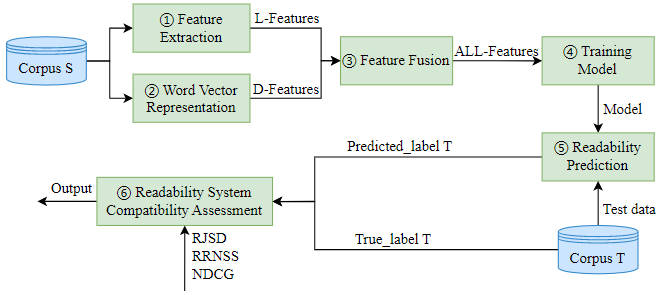 ① Feature
Extraction
L-Features
Corpus S
② Word Vector
Representation
D-Features
③ Feature Fusion
ALL-Features
④ Training
Model
Model
⑤ Readability
Prediction
Predicted_label T
Output
⑥ Readability System
Compatibility Assessment
Test data
True_label T
Corpus T
RJSD
RRNSS
NDCG